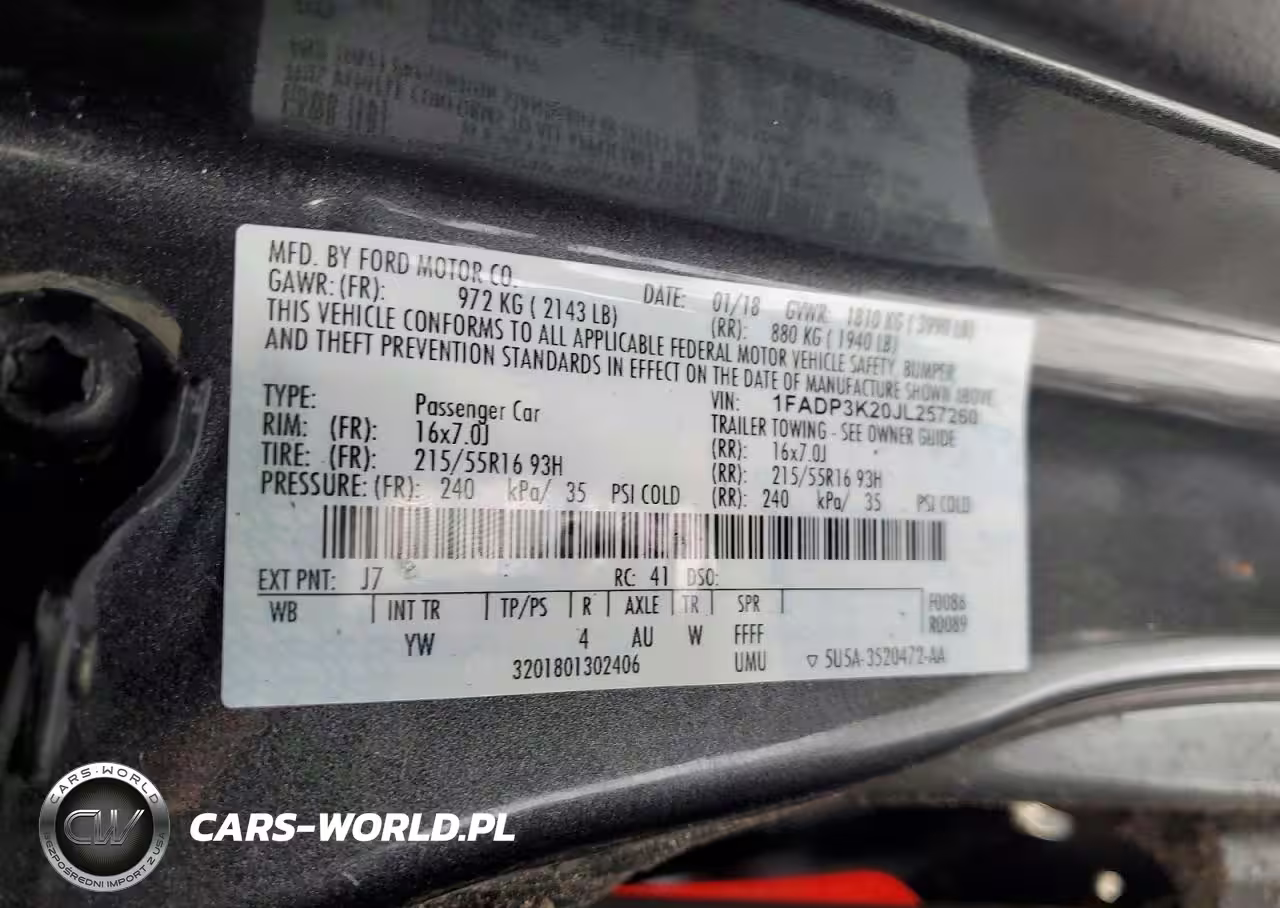 MFD. BY FORD MOTOR CO.
DATE: 01/18 GVWR: 1810 KG ( 3990 LB)
GAWR: (FR): 972 KG ( 2143 LB) (RR): 880 KG ( 1940 LB)
THIS VEHICLE CONFORMS TO ALL APPLICABLE FEDERAL MOTOR VEHICLE SAFETY, BUMPER,
AND THEFT PREVENTION STANDARDS IN EFFECT ON THE DATE OF MANUFACTURE SHOWN ABOVE.
VIN: 1FADP3K20JL257260
TYPE: Passenger Car TRAILER TOWING - SEE OWNER GUIDE
RIM: (FR): 16x7.0J (RR): 16x7.0J
TIRE: (FR): 215/55R16 93H (RR): 215/55R16 93H
PRESSURE: (FR): 240 kPa/ 35 PSI COLD (RR): 240 kPa/ 35 PSI COLD
EXT PNT: J7 RC: 41 DSO:
WB INT TR TP/PS R AXLE TR SPR F0086
YW 4 AU W FFFF R0089
3201801302406 UMU ▽ 5U5A-3520472-AA
CARS-WORLD
CW
BEZPOŚREDNI IMPORT Z USA
CARS-WORLD.PL